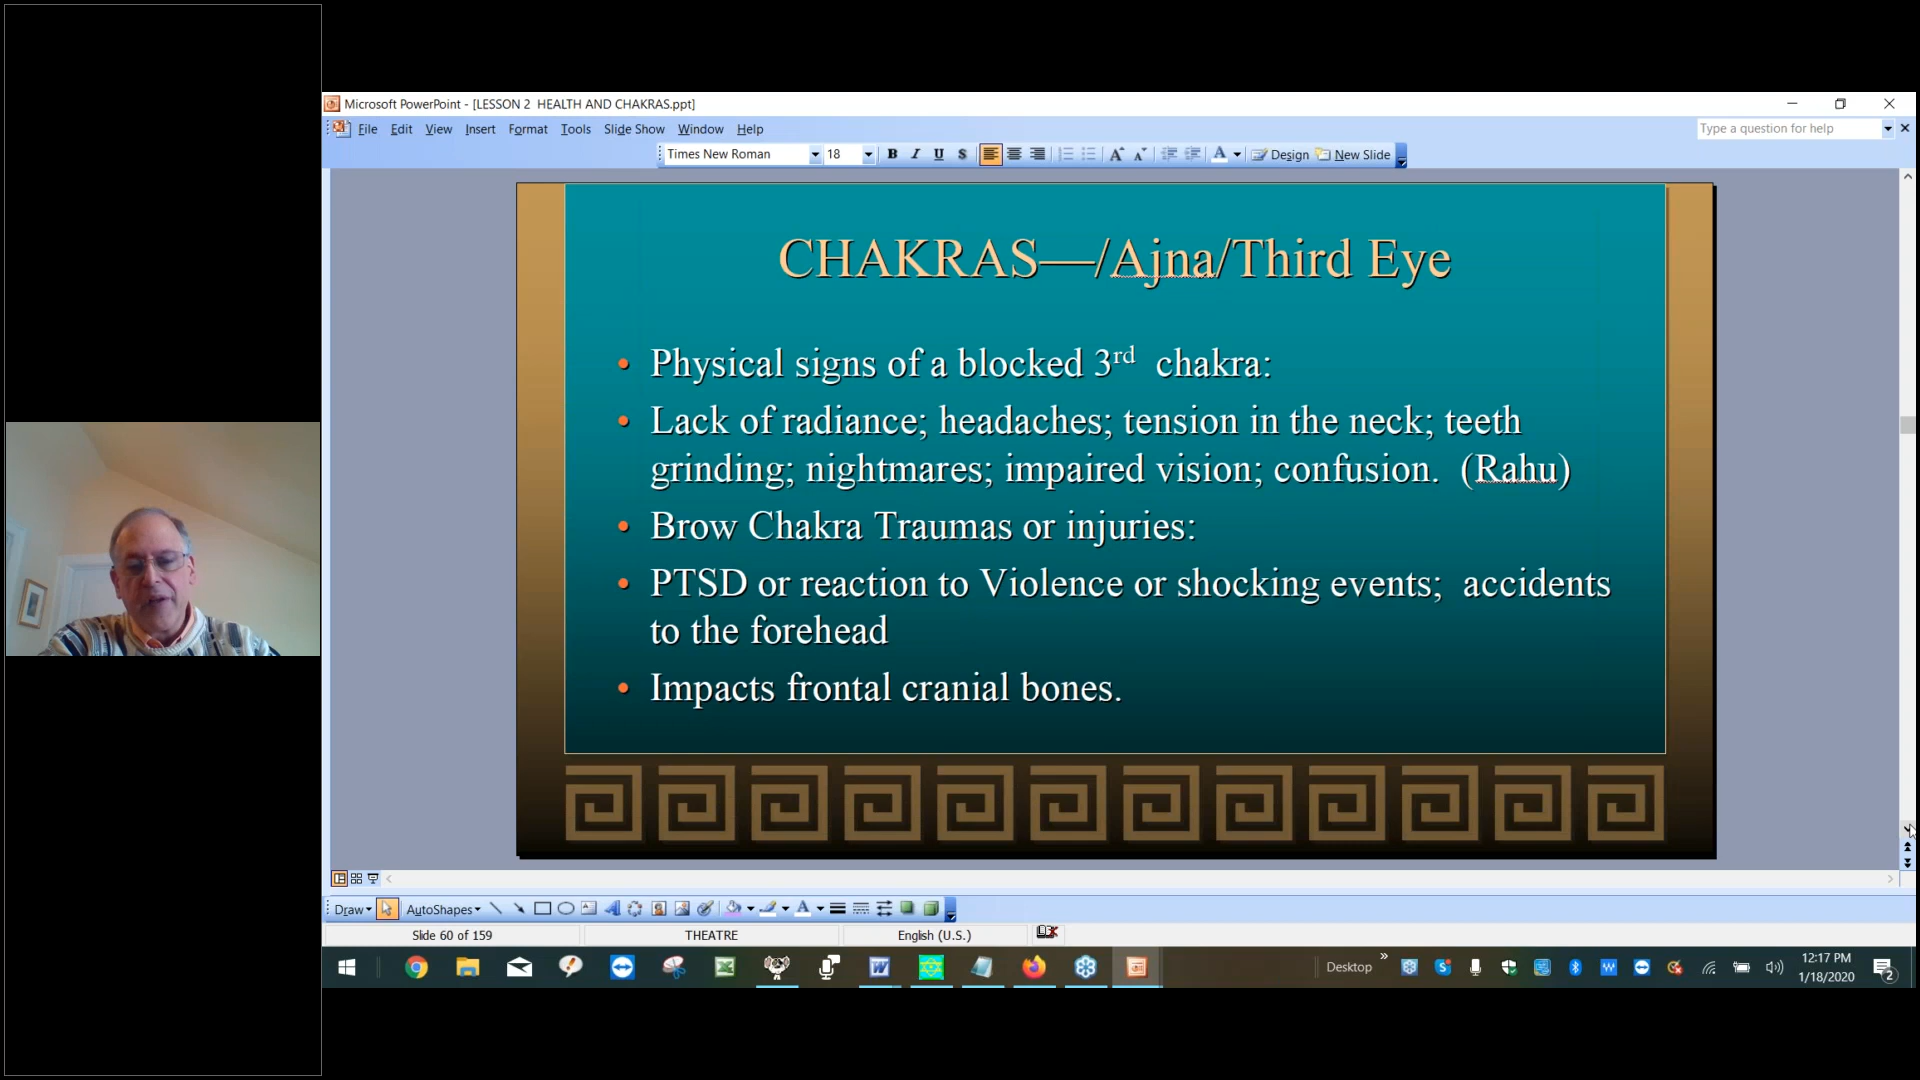 Microsoft PowerPoint - [LESSON 2  HEALTH AND CHAKRAS.ppt]
File Edit View Insert Format Tools Slide Show Window Help
Type a question for help
Times New Roman 18 B I U S A A A Design New Slide
CHAKRAS—/Ajna/Third Eye
• Physical signs of a blocked 3rd  chakra:
• Lack of radiance; headaches; tension in the neck; teeth
grinding; nightmares; impaired vision; confusion.  (Rahu)
• Brow Chakra Traumas or injuries:
• PTSD or reaction to Violence or shocking events;  accidents
to the forehead
• Impacts frontal cranial bones.
Draw AutoShapes A
Slide 60 of 159 THEATRE English (U.S.)
Desktop
12:17 PM
1/18/2020
2